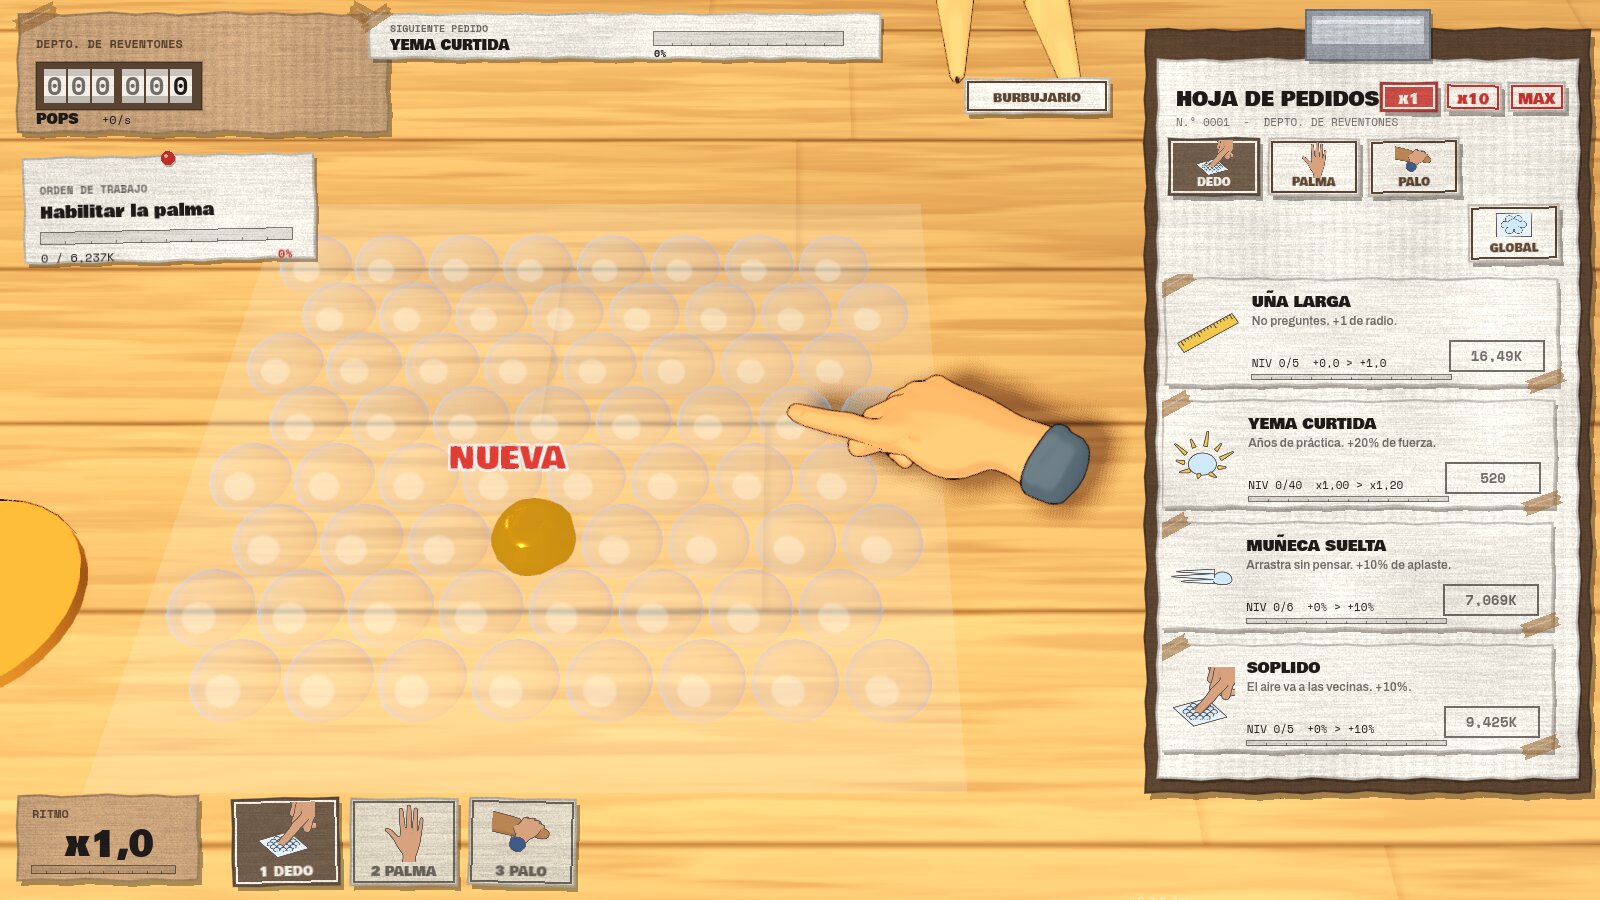 DEPTO. DE REVENTONES
000 000
POPS +0/s
SIGUIENTE PEDIDO
YEMA CURTIDA
0%
BURBUJARIO
ORDEN DE TRABAJO
Habilitar la palma
0 / 6,237K 0%
NUEVA
RITMO
x1,0
1 DEDO
2 PALMA
3 PALO
HOJA DE PEDIDOS x1 x10 MAX
N.° 0001 - DEPTO. DE REVENTONES
DEDO PALMA PALO
GLOBAL
UÑA LARGA
No preguntes. +1 de radio.
NIV 0/5 +0,0 > +1,0 16,49K
YEMA CURTIDA
Años de práctica. +20% de fuerza.
NIV 0/40 x1,00 > x1,20 520
MUÑECA SUELTA
Arrastra sin pensar. +10% de aplaste.
NIV 0/6 +0% > +10% 7,069K
SOPLIDO
El aire va a las vecinas. +10%.
NIV 0/5 +0% > +10% 9,425K